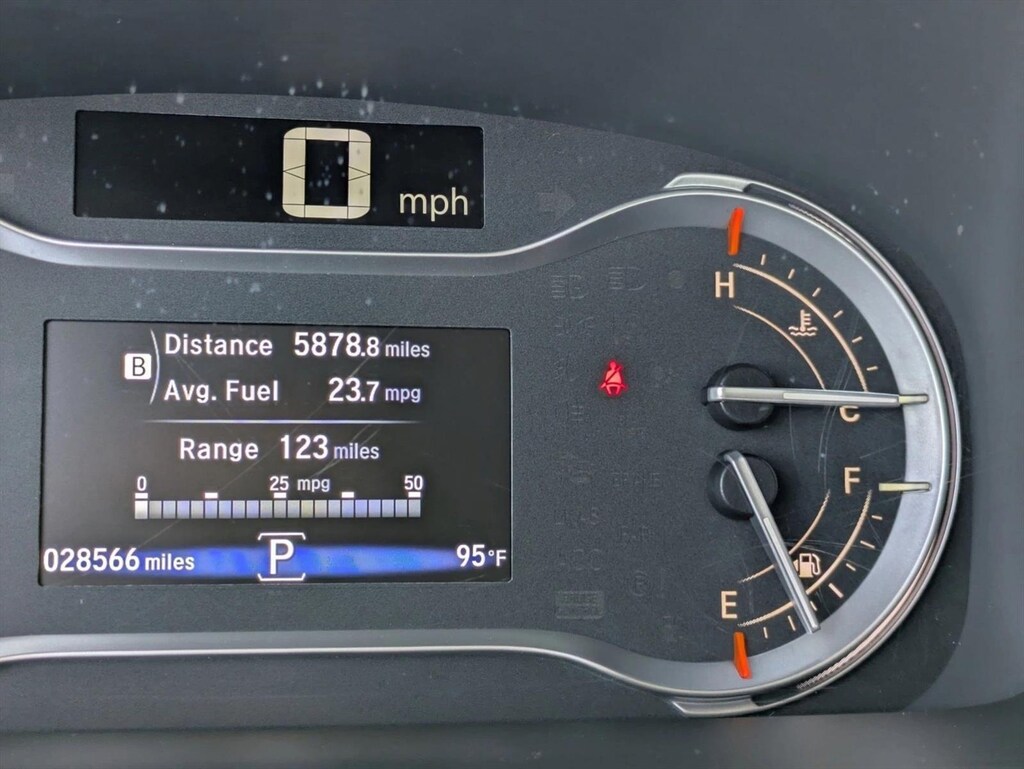 0 mph
B
Distance 5878.8 miles
Avg. Fuel 23.7 mpg
Range 123 miles
0 25 mpg 50
028566 miles P 95°F
H
C
F
E